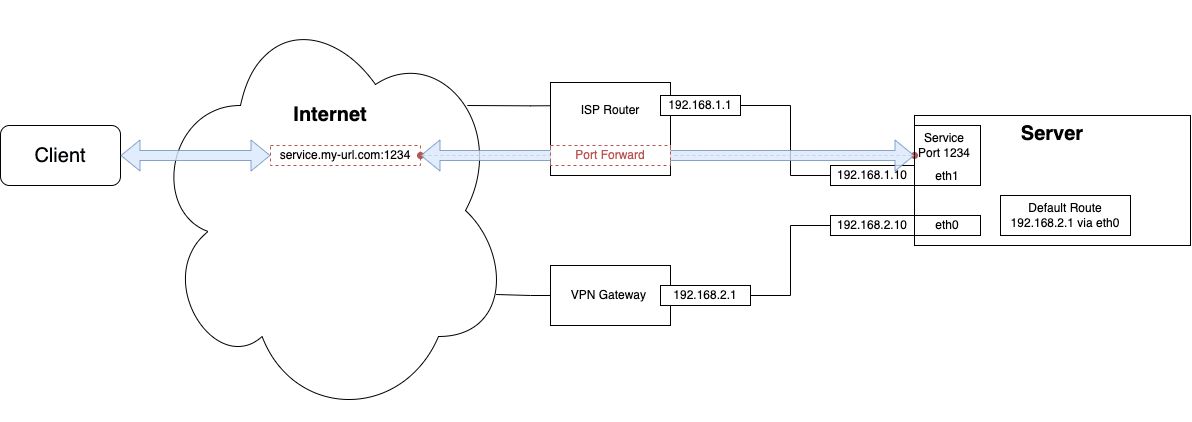 Internet
Client
service.my-url.com:1234
ISP Router
192.168.1.1
Port Forward
Server
Service
Port 1234
192.168.1.10
eth1
Default Route
192.168.2.1 via eth0
192.168.2.10
eth0
VPN Gateway
192.168.2.1